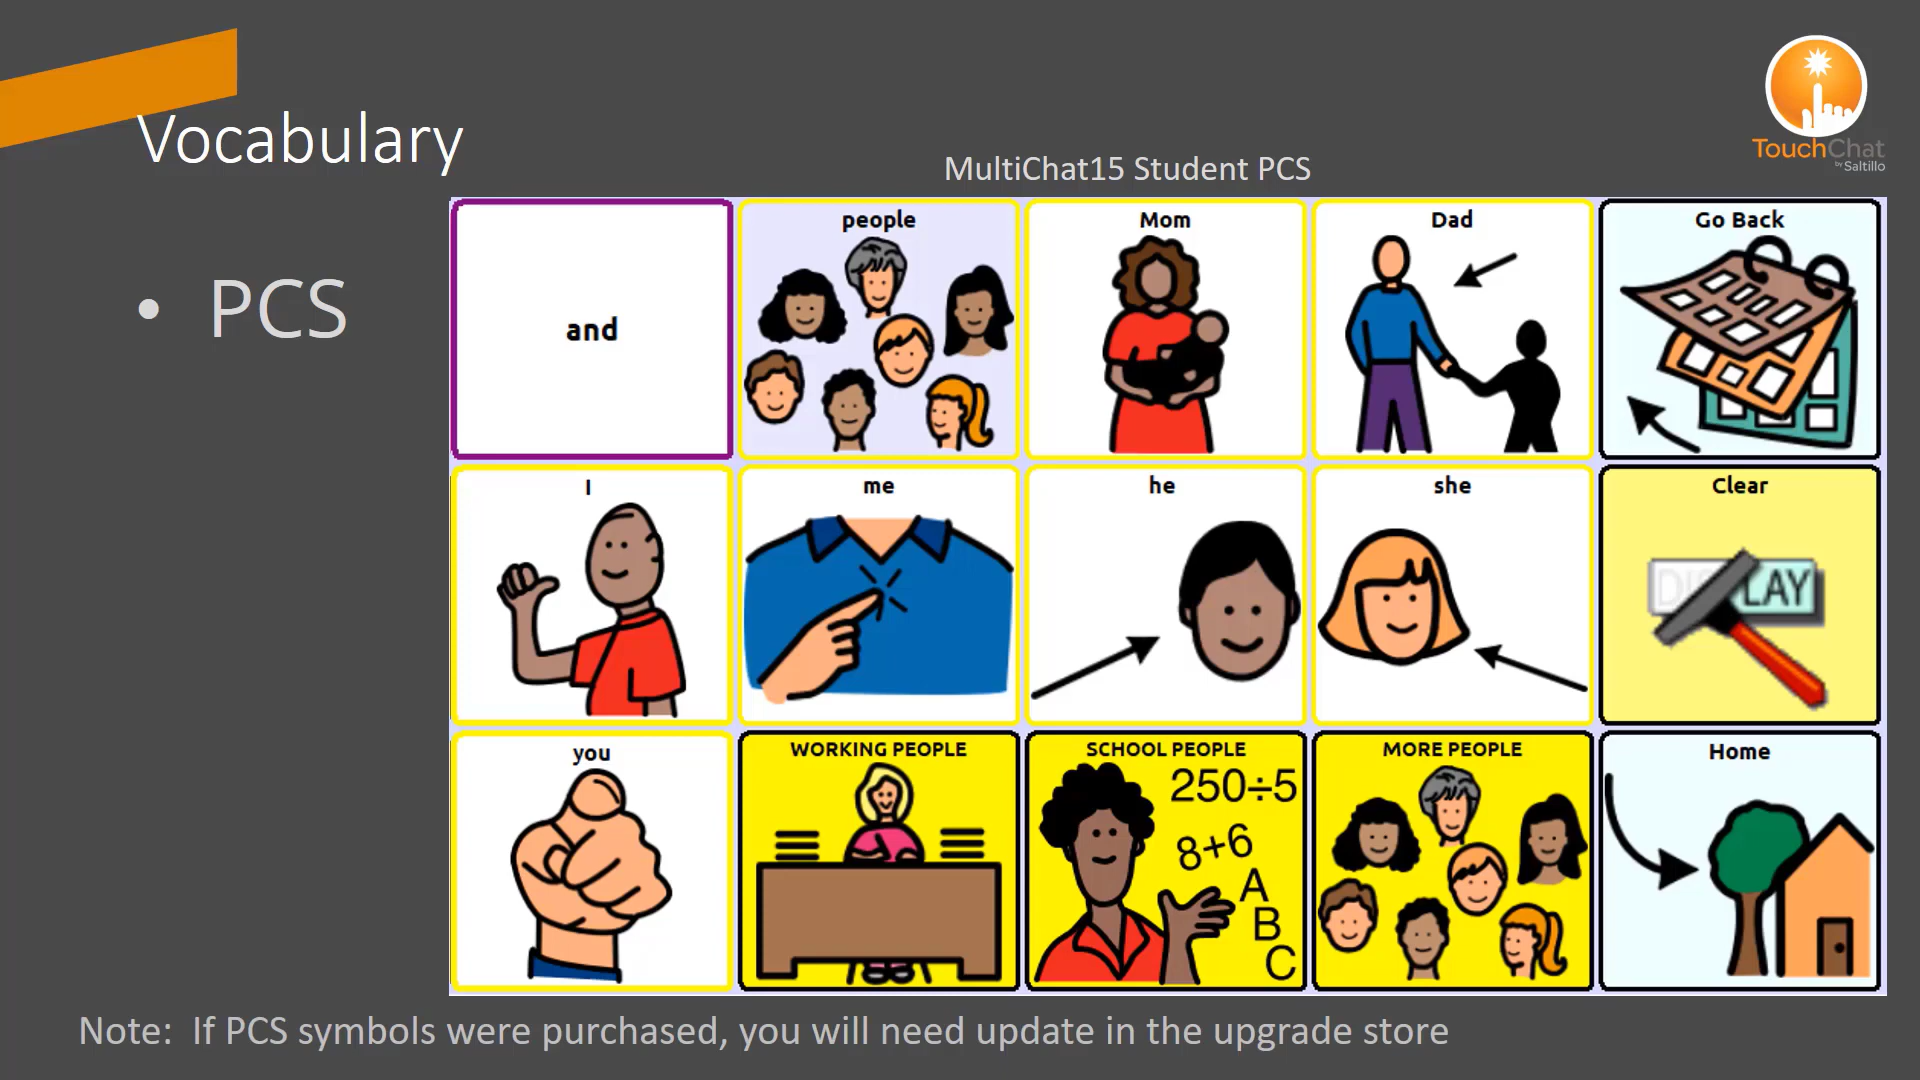 Vocabulary
TouchChat
by Saltillo
MultiChat15 Student PCS
• PCS
and
people
Mom
Dad
Go Back
I
me
he
she
Clear
DISPLAY
you
WORKING PEOPLE
SCHOOL PEOPLE
250÷5
8+6
A
B
C
MORE PEOPLE
Home
Note: If PCS symbols were purchased, you will need update in the upgrade store